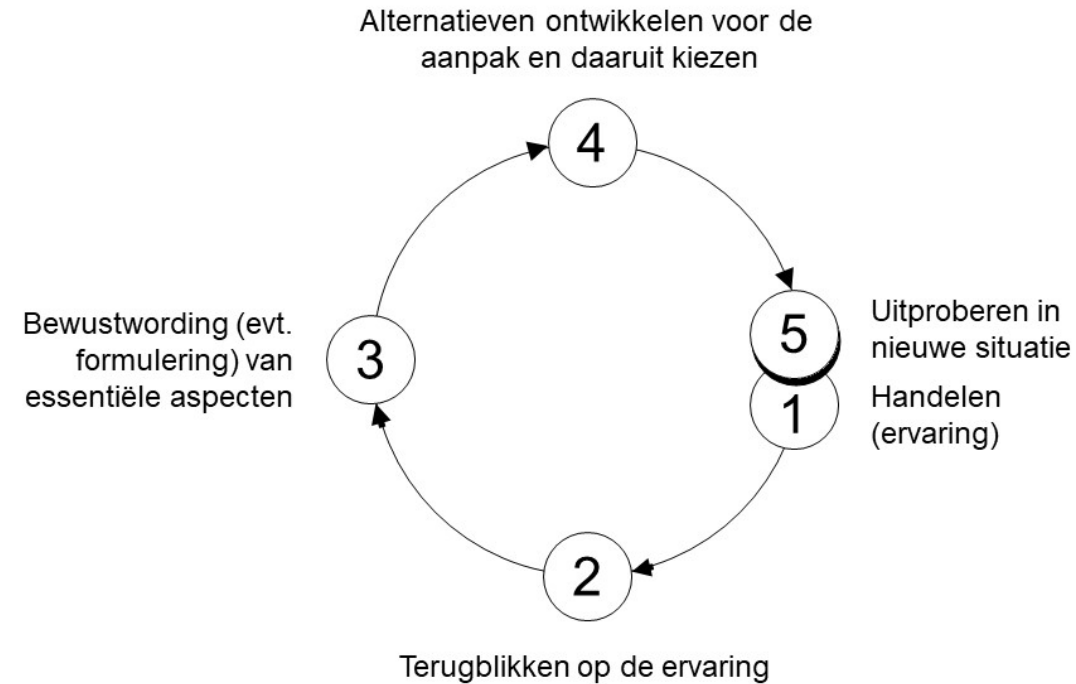 Alternatieven ontwikkelen voor de
aanpak en daaruit kiezen
4
Bewustwording (evt.
formulering) van
essentiële aspecten
3
5
Uitproberen in
nieuwe situatie
1
Handelen
(ervaring)
2
Terugblikken op de ervaring